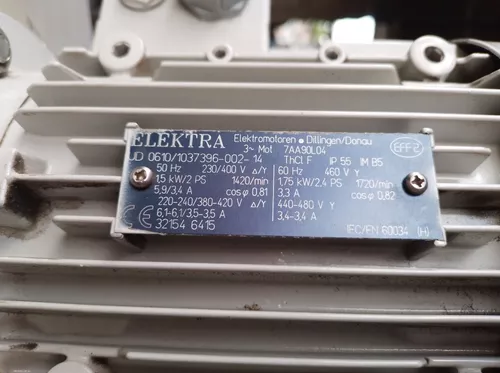 ELEKTRA Elektromotoren • Dillingen/Donau
3~ Mot 7AA90L04 EFF2
UD 0610/1037396-002-14 ThCl.F IP 55 IM B5
50 Hz 230/400 V Δ/Y 60 Hz 460 V Y
1,5 kW/2 PS 1420/min 1,75 kW/2.4 PS 1720/min
5,9/3,4 A cosφ 0,81 3,3 A cosφ 0,82
220-240/380-420 V Δ/Y 440-480 V Y
6,1-6,1/3,5-3,5 A 3,4-3,4 A
CE 32154 6415 IEC/EN 60034 (H)